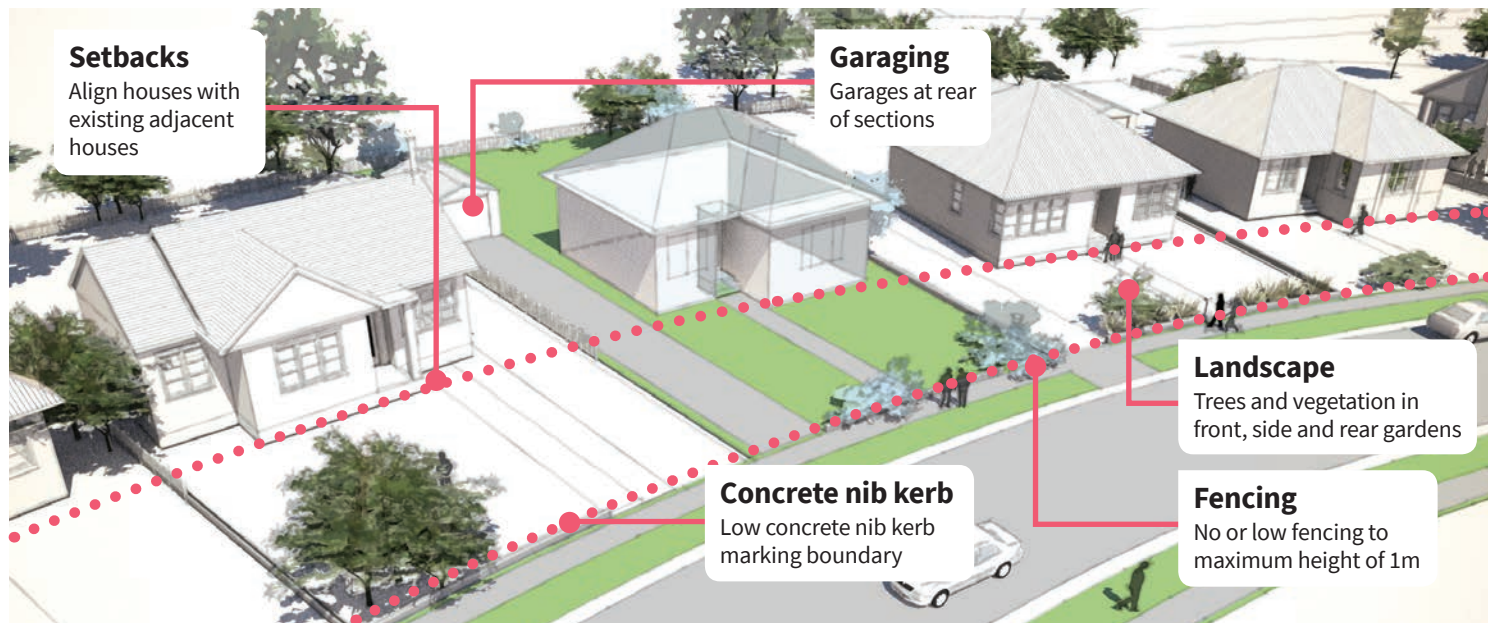 Setbacks
Align houses with
existing adjacent
houses
Garaging
Garages at rear
of sections
Landscape
Trees and vegetation in
front, side and rear gardens
Concrete nib kerb
Low concrete nib kerb
marking boundary
Fencing
No or low fencing to
maximum height of 1m